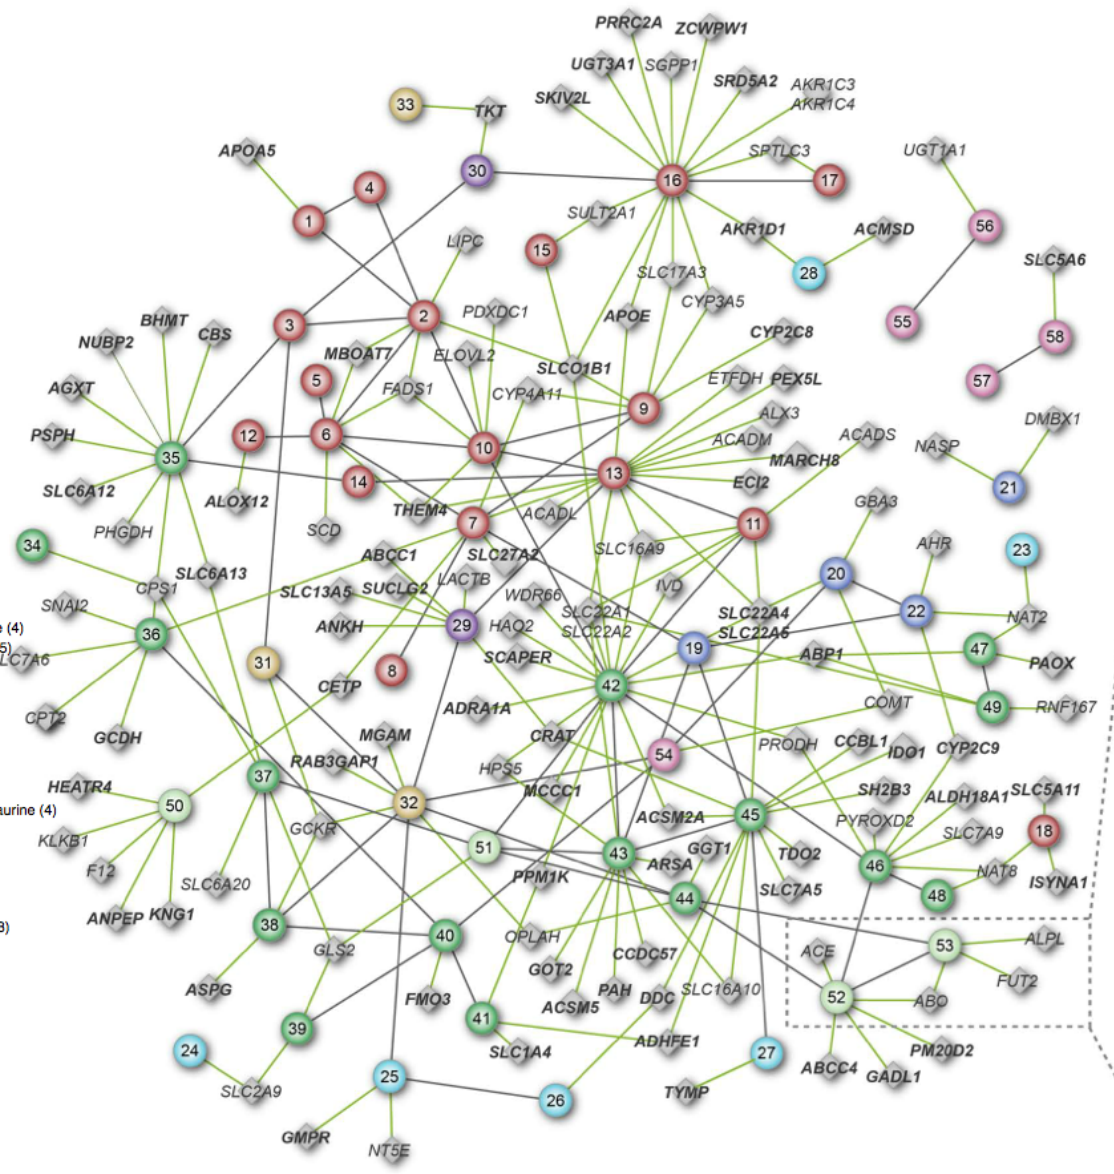 PRRC2A
ZCWPW1
UGT3A1
SGPP1
SRD5A2
AKR1C3
AKR1C4
SKIV2L
33
TKT
APOA5
SPTLC3
UGT1A1
30
4
16
17
1
SULT2A1
AKR1D1
ACMSD
56
15
LIPC
28
SLC17A3
SLC5A6
CYP3A5
3
2
PDXDC1
APOE
55
58
BHMT
CBS
NUBP2
MBOAT7
ELOVL2
SLCO1B1
CYP2C8
57
5
FADS1
CYP4A11
ETFDH
PEX5L
AGXT
9
ALX3
DMBX1
PSPH
12
6
10
ACADM
ACADS
NASP
35
MARCH8
13
SLC6A12
14
ECI2
21
ALOX12
THEM4
ACADL
GBA3
PHGDH
SCD
7
11
34
ABCC1
SLC27A2
SLC16A9
AHR
23
SLC6A13
LACTB
20
CPS1
SLC13A5
SUCLG2
WDR66
IVD
SNAI2
SLC22A1
SLC22A4
22
NAT2
e (4)
36
ANKH
29
HAO2
SLC22A2
SLC22A5
5)
LC7A6
31
SCAPER
19
ABP1
47
PAOX
8
42
CETP
CPT2
ADRA1A
COMT
49
RNF167
GCDH
MGAM
CRAT
PRODH
CCBL1
IDO1
CYP2C9
54
RAB3GAP1
HPS5
37
HEATR4
MCCC1
SH2B3
ALDH18A1
SLC5A11
aurine (4)
50
32
ACSM2A
45
PYROXD2
SLC7A9
18
KLKB1
GCKR
51
43
GGT1
TDO2
F12
ARSA
46
NAT8
ISYNA1
SLC6A20
PPM1K
SLC7A5
48
ANPEP
KNG1
44
38
40
OPLAH
53
ALPL
8)
GLS2
CCDC57
ACE
GOT2
FUT2
ASPG
FMO3
ACSM5
PAH
DDC
SLC16A10
52
ABO
39
41
24
SLC1A4
ADHFE1
27
PM20D2
ABCC4
GADL1
25
SLC2A9
26
TYMP
GMPR
NT5E